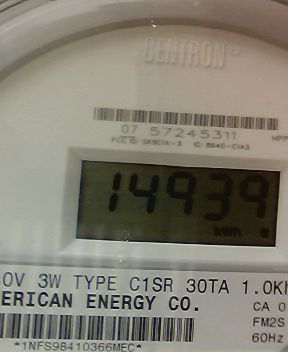 CENTRON®
07 57245311
14939
kWh
0V 3W TYPE C1SR 30TA 1.0Kh
ERICAN ENERGY CO.
CA 0
FM2S
60Hz
*1NFS98410366MEC*